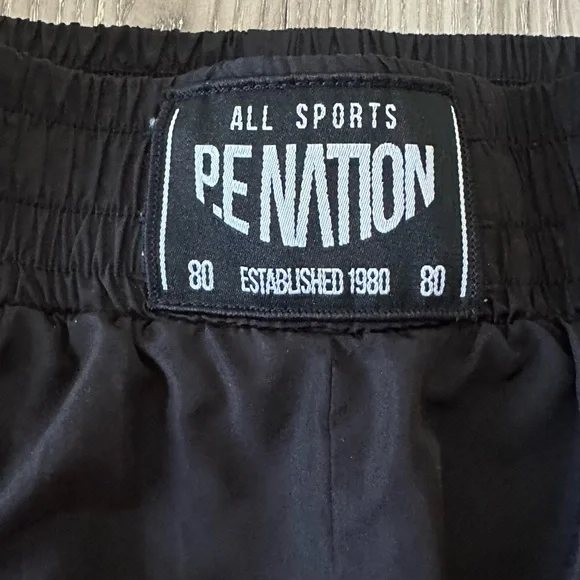 ALL SPORTS
P.E NATION
80 ESTABLISHED 1980 80